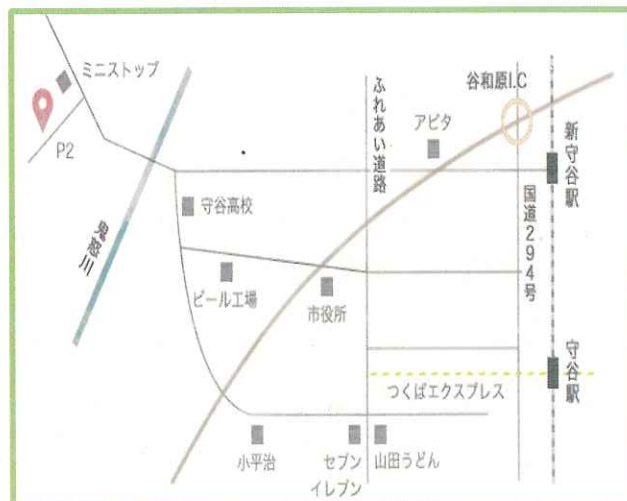 ミニストップ
P2
鬼怒川
守谷高校
ビール工場
市役所
ふれあい道路
アピタ
谷和原I.C
新守谷駅
国道294号
守谷駅
つくばエクスプレス
小平治
セブン
イレブン
山田うどん